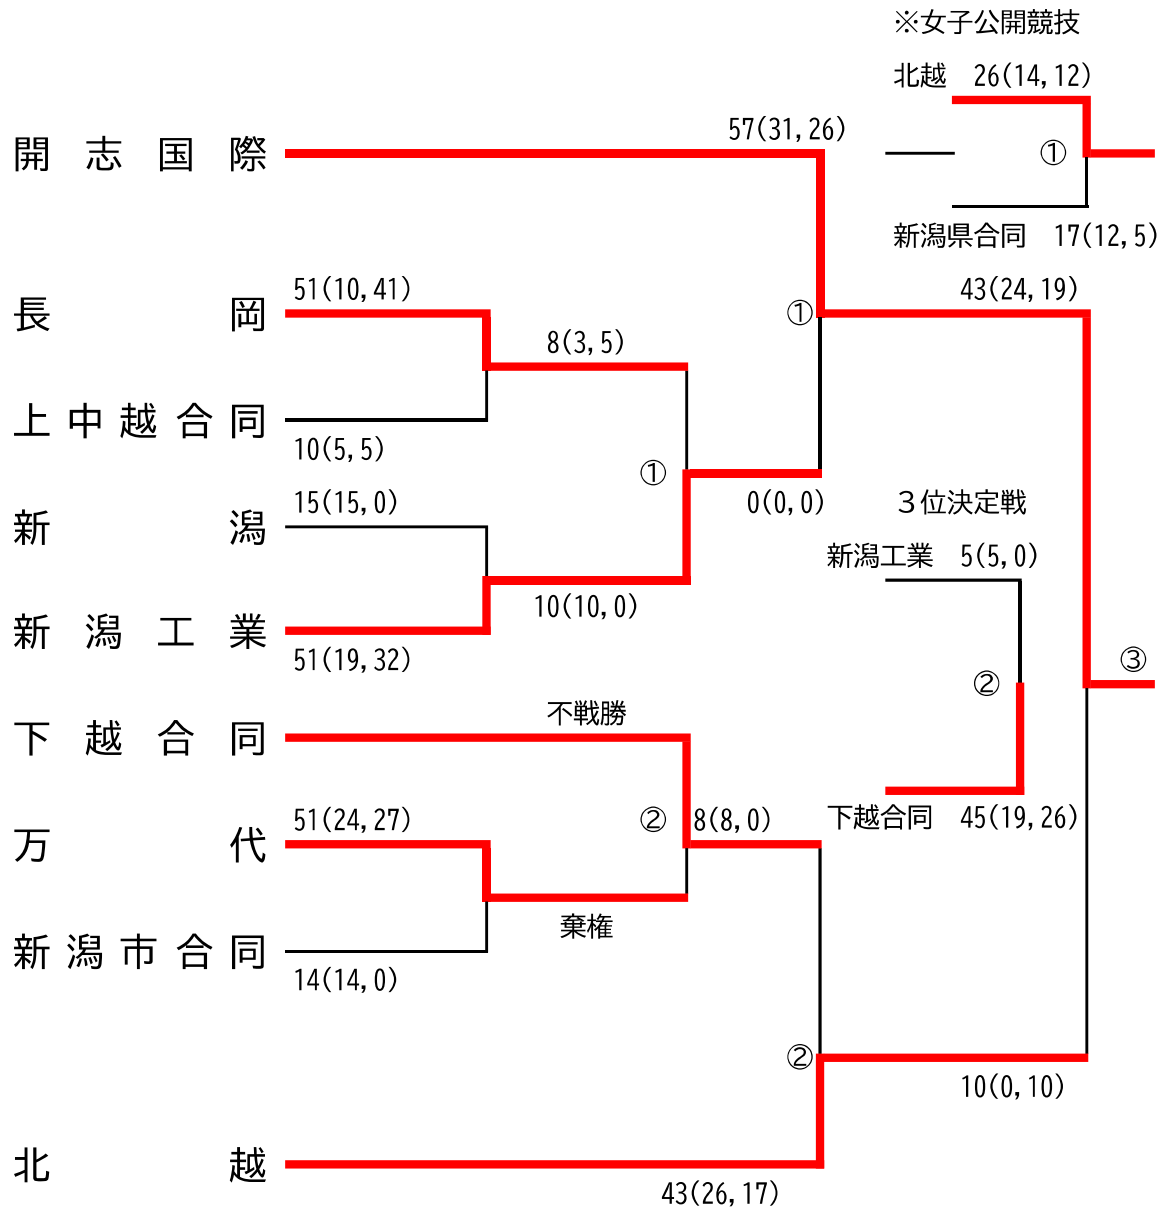 ※女子公開競技
北越 26(14,12)
57(31,26)
開志国際
①
新潟県合同 17(12,5)
51(10,41)
43(24,19)
長岡
①
8(3,5)
上中越合同
10(5,5)
①
15(15,0)
0(0,0)
３位決定戦
新潟
新潟工業 5(5,0)
10(10,0)
新潟工業
51(19,32)
③
②
不戦勝
下越合同
51(24,27)
②
8(8,0)
下越合同 45(19,26)
万代
棄権
新潟市合同
14(14,0)
②
10(0,10)
北越
43(26,17)